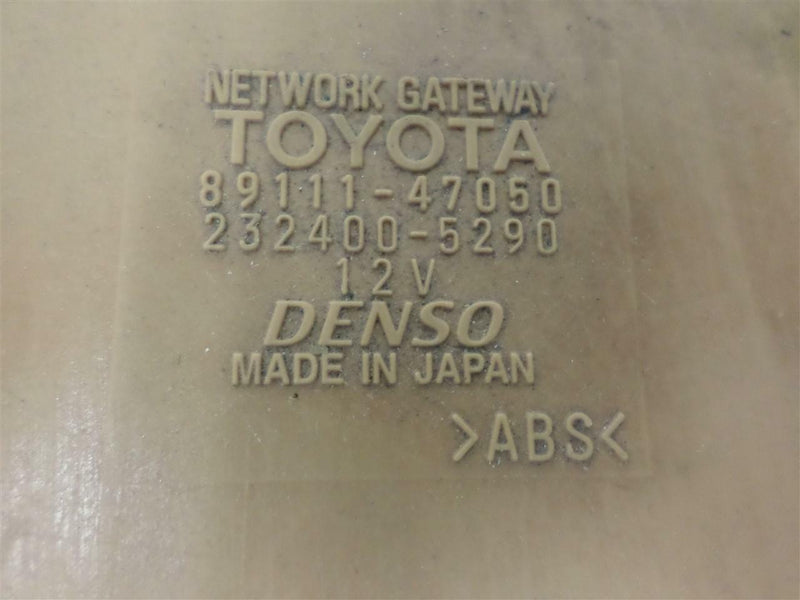 NETWORK GATEWAY
TOYOTA
89111-47050
232400-5290
12V
DENSO
MADE IN JAPAN
>ABS<